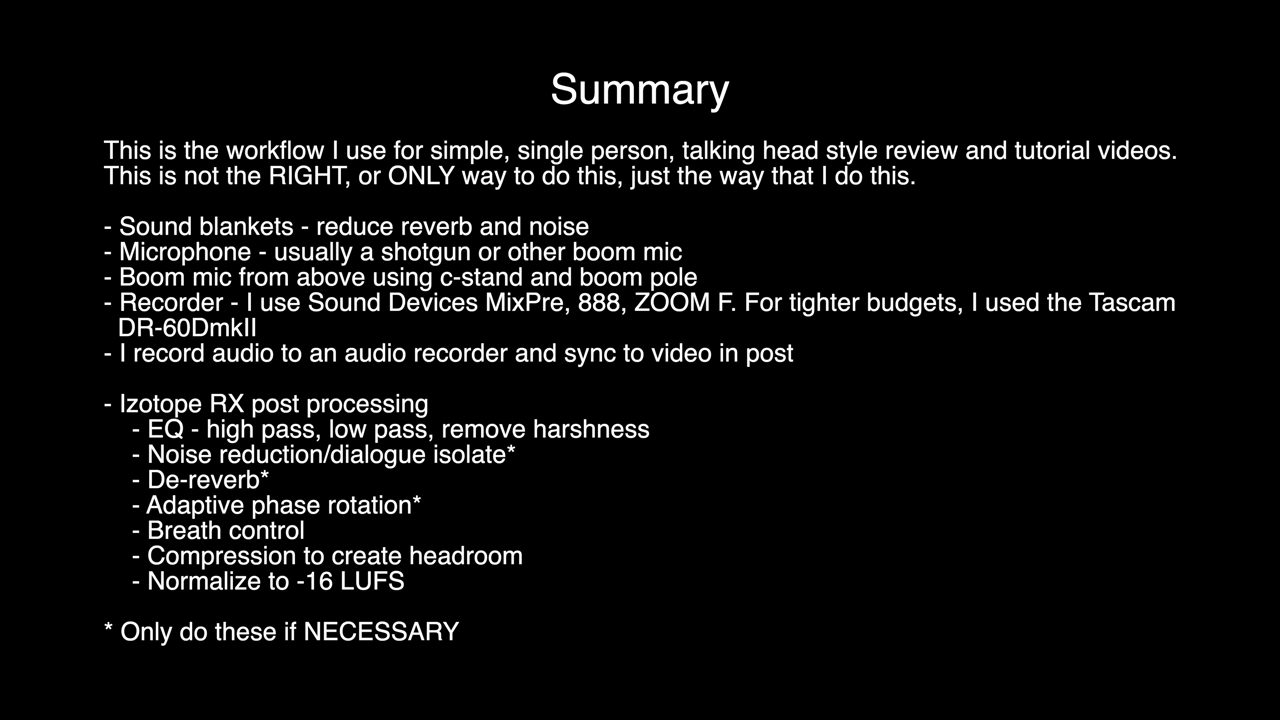 Summary
This is the workflow I use for simple, single person, talking head style review and tutorial videos.
This is not the RIGHT, or ONLY way to do this, just the way that I do this.
- Sound blankets - reduce reverb and noise
- Microphone - usually a shotgun or other boom mic
- Boom mic from above using c-stand and boom pole
- Recorder - I use Sound Devices MixPre, 888, ZOOM F. For tighter budgets, I used the Tascam
DR-60DmkII
- I record audio to an audio recorder and sync to video in post
- Izotope RX post processing
- EQ - high pass, low pass, remove harshness
- Noise reduction/dialogue isolate*
- De-reverb*
- Adaptive phase rotation*
- Breath control
- Compression to create headroom
- Normalize to -16 LUFS
* Only do these if NECESSARY